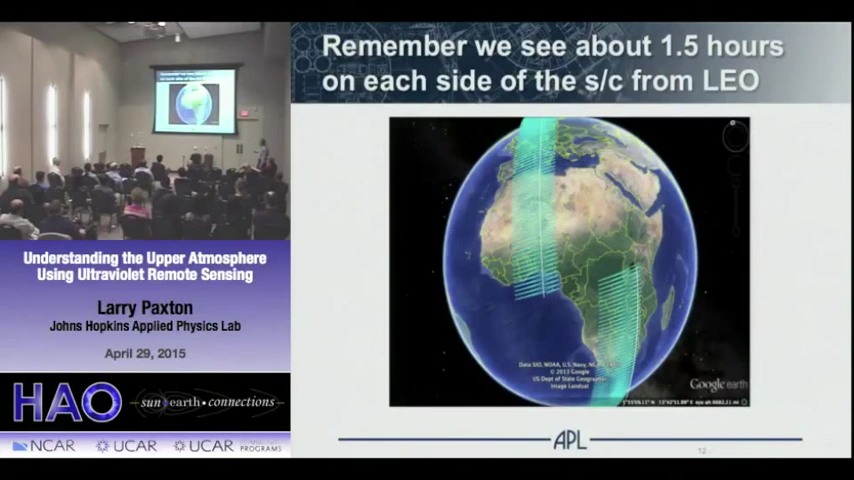 Remember we see about 1.5 hours
on each side of the s/c from LEO
Understanding the Upper Atmosphere
Using Ultraviolet Remote Sensing
Larry Paxton
Johns Hopkins Applied Physics Lab
April 29, 2015
HAO
sun earth • connections
NCAR
UCAR
UCAR
PROGRAMS
Data SIO, NOAA, U.S. Navy,
© 2013 Google
US Dept of State Geographer
Image Landsat
Google earth
APL
12